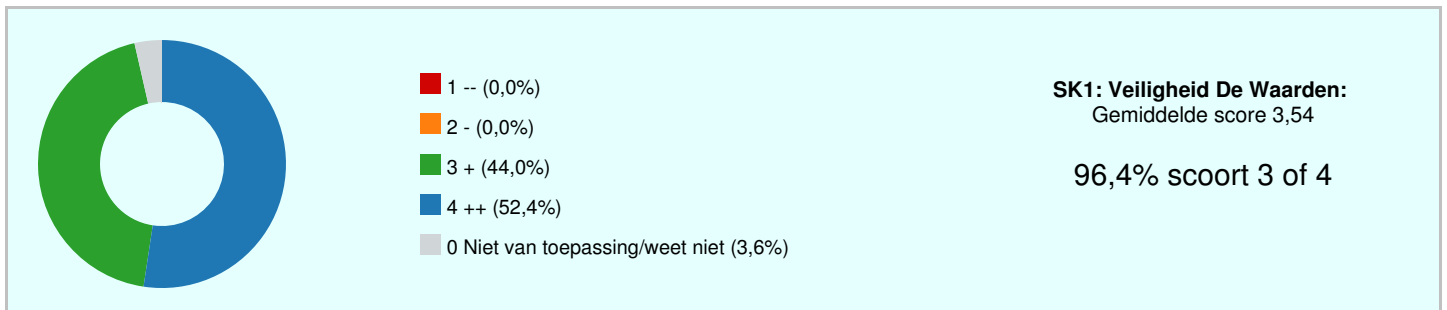 1 -- (0,0%)
2 - (0,0%)
3 + (44,0%)
4 ++ (52,4%)
0 Niet van toepassing/weet niet (3,6%)
SK1: Veiligheid De Waarden:
Gemiddelde score 3,54
96,4% scoort 3 of 4